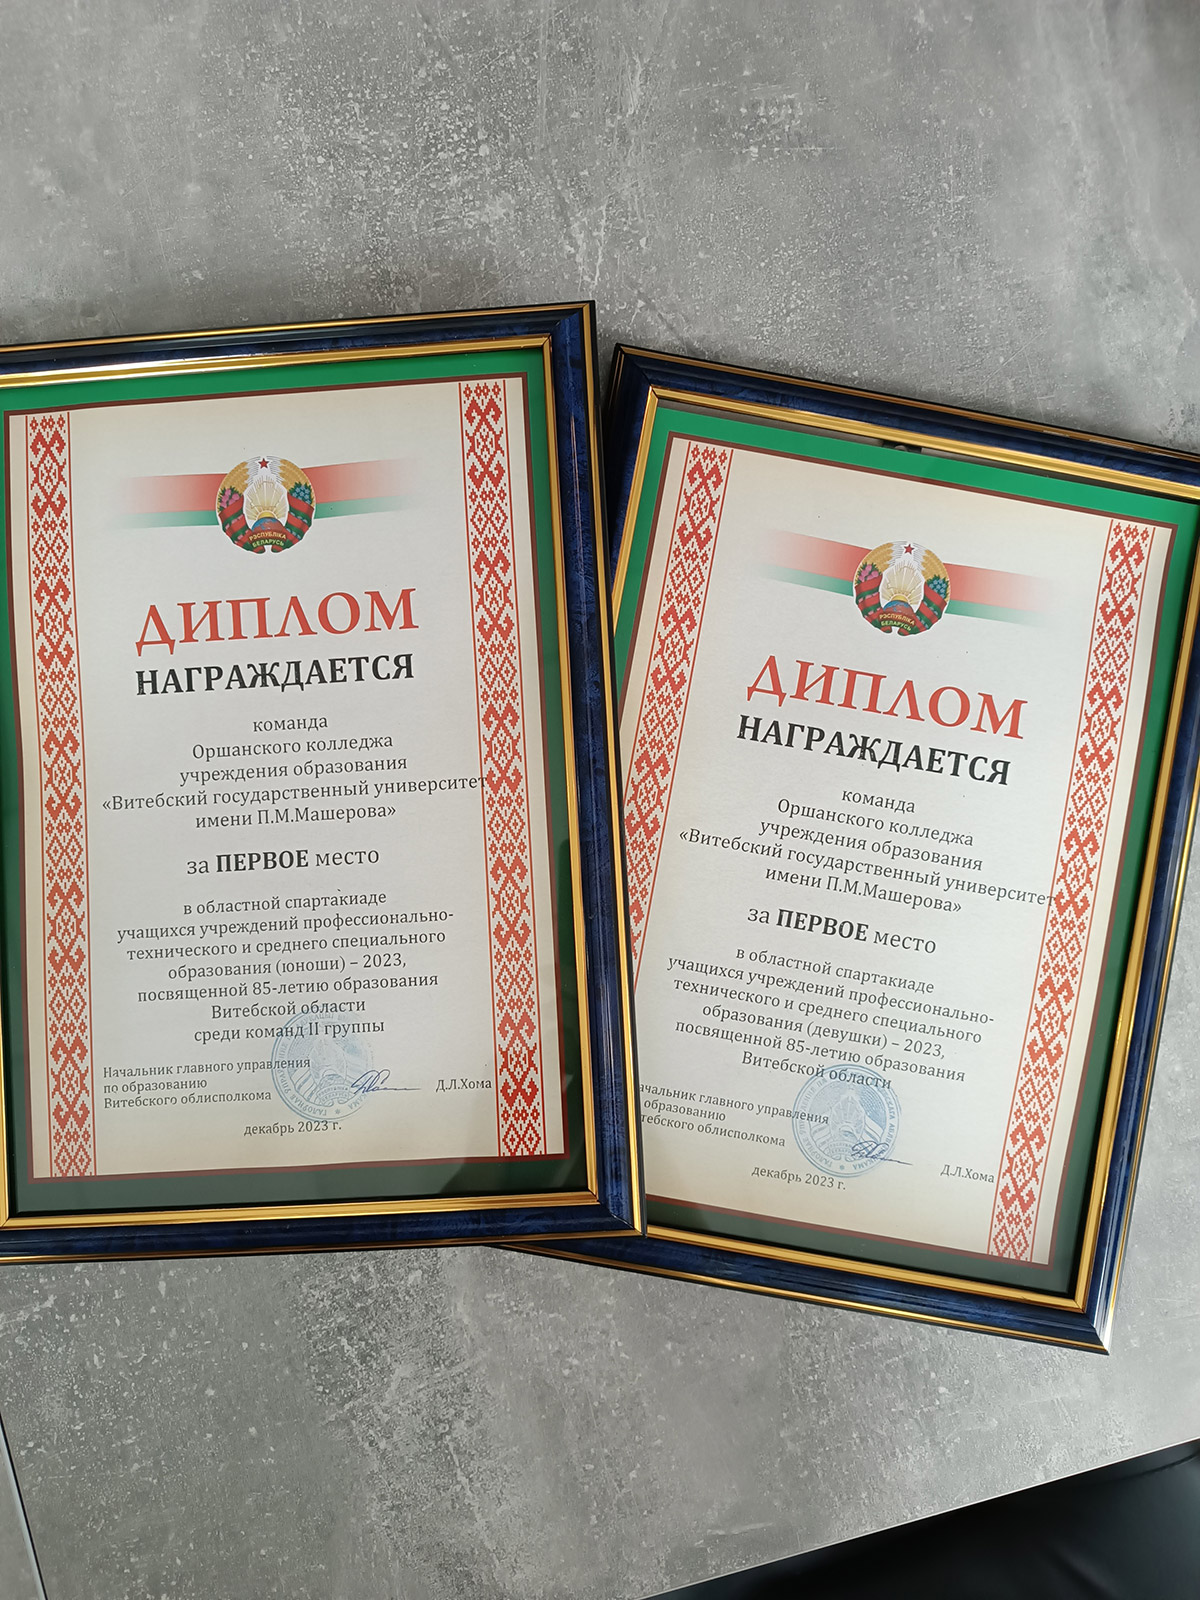 РЭСПУБЛІКА
БЕЛАРУСЬ
ДИПЛОМ
НАГРАЖДАЕТСЯ
команда
Оршанского колледжа
учреждения образования
«Витебский государственный университет
имени П.М.Машерова»
за ПЕРВОЕ место
в областной спартакиаде
учащихся учреждений профессионально-
технического и среднего специального
образования (юноши) – 2023,
посвященной 85-летию образования
Витебской области
среди команд II группы
Начальник главного управления
по образованию
Витебского облисполкома
Д.Л.Хома
декабрь 2023 г.
РЭСПУБЛІКА
БЕЛАРУСЬ
ДИПЛОМ
НАГРАЖДАЕТСЯ
команда
Оршанского колледжа
учреждения образования
«Витебский государственный университет
имени П.М.Машерова»
за ПЕРВОЕ место
в областной спартакиаде
учащихся учреждений профессионально-
технического и среднего специального
образования (девушки) – 2023,
посвященной 85-летию образования
Витебской области
ачальник главного управления
образованию
тебского облисполкома
Д.Л.Хома
декабрь 2023 г.